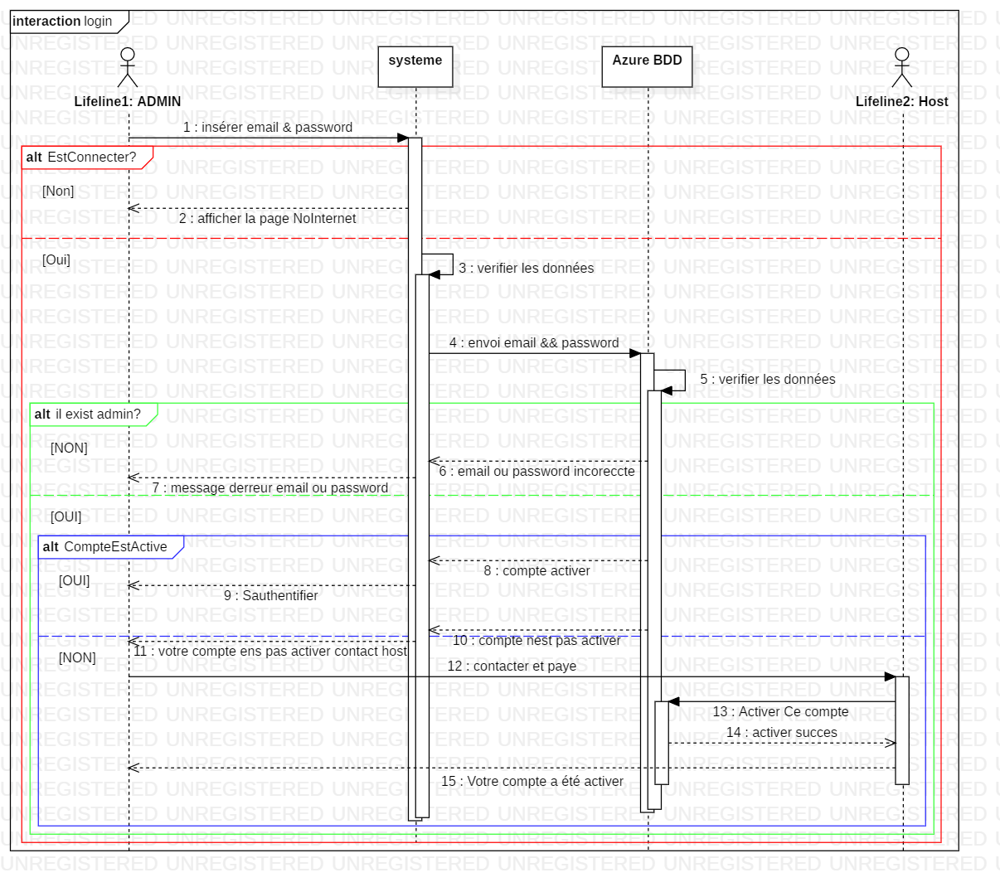 interaction login
systeme
Azure BDD
Lifeline1: ADMIN
Lifeline2: Host
1 : insérer email & password
alt EstConnecter?
[Non]
2 : afficher la page NoInternet
[Oui]
3 : verifier les données
4 : envoi email && password
5 : verifier les données
alt il exist admin?
[NON]
6 : email ou password incoreccte
7 : message derreur email ou password
[OUI]
alt CompteEstActive
8 : compte activer
[OUI]
9 : Sauthentifier
10 : compte nest pas activer
11 : votre compte ens pas activer contact host
[NON]
12 : contacter et paye
13 : Activer Ce compte
14 : activer succes
15 : Votre compte a été activer
UNREGISTERED